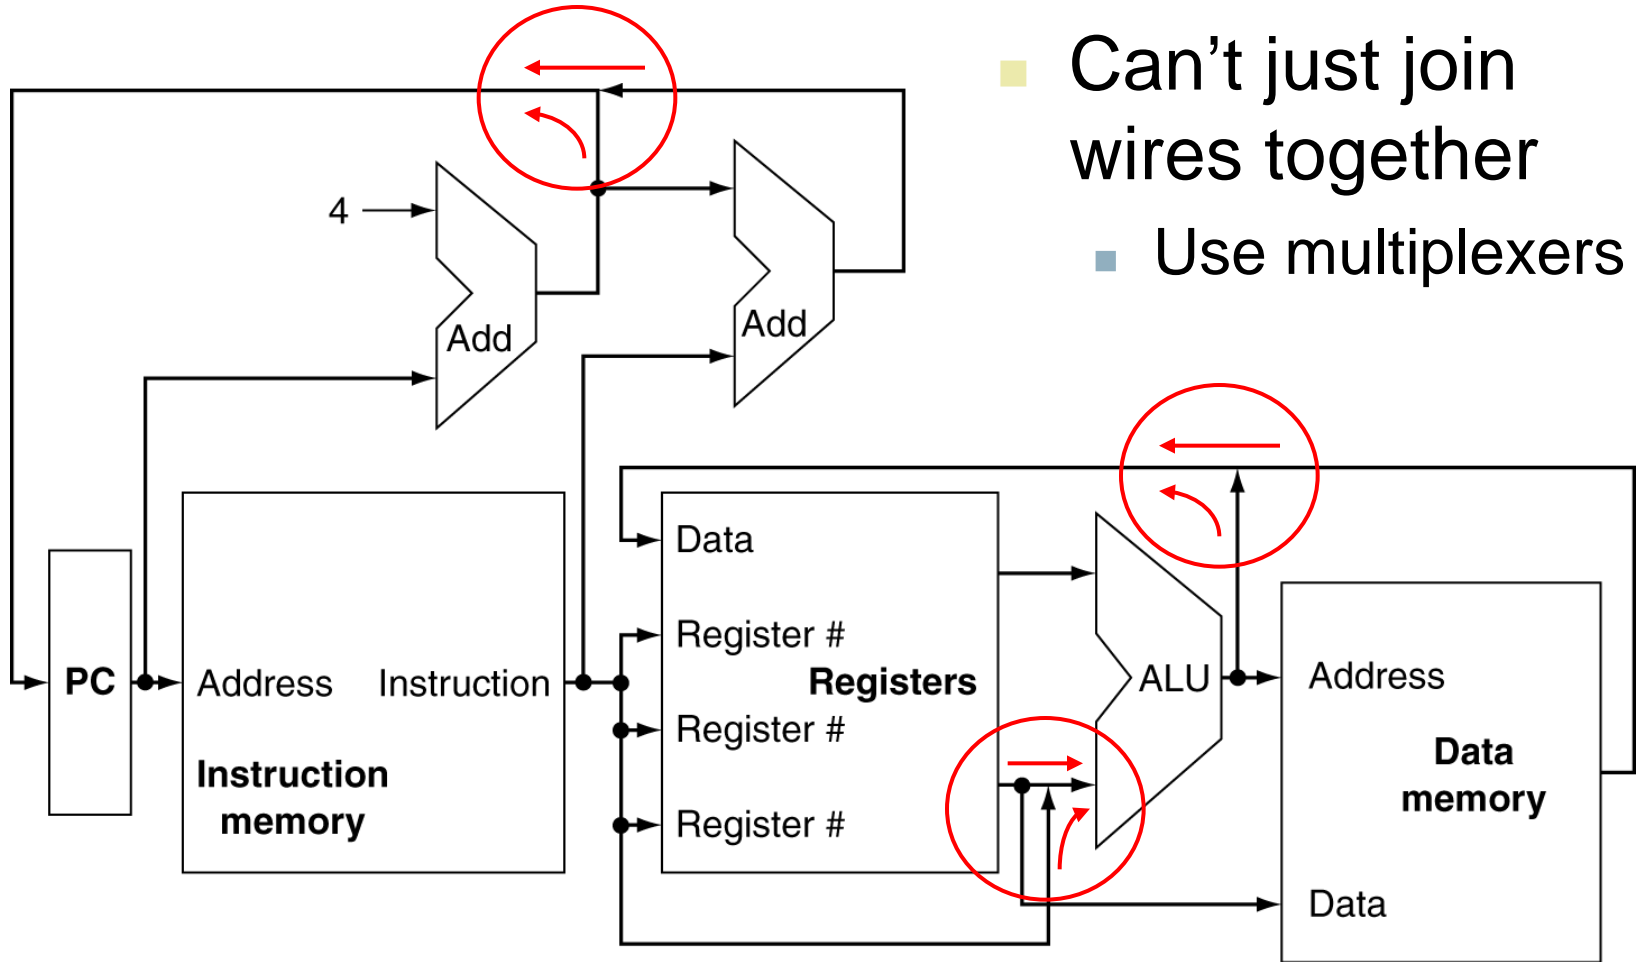 Can't just join
wires together
Use multiplexers
4
Add
Add
Data
Register #
PC
Address
Instruction
Registers
ALU
Address
Register #
Instruction
memory
Data
memory
Register #
Data